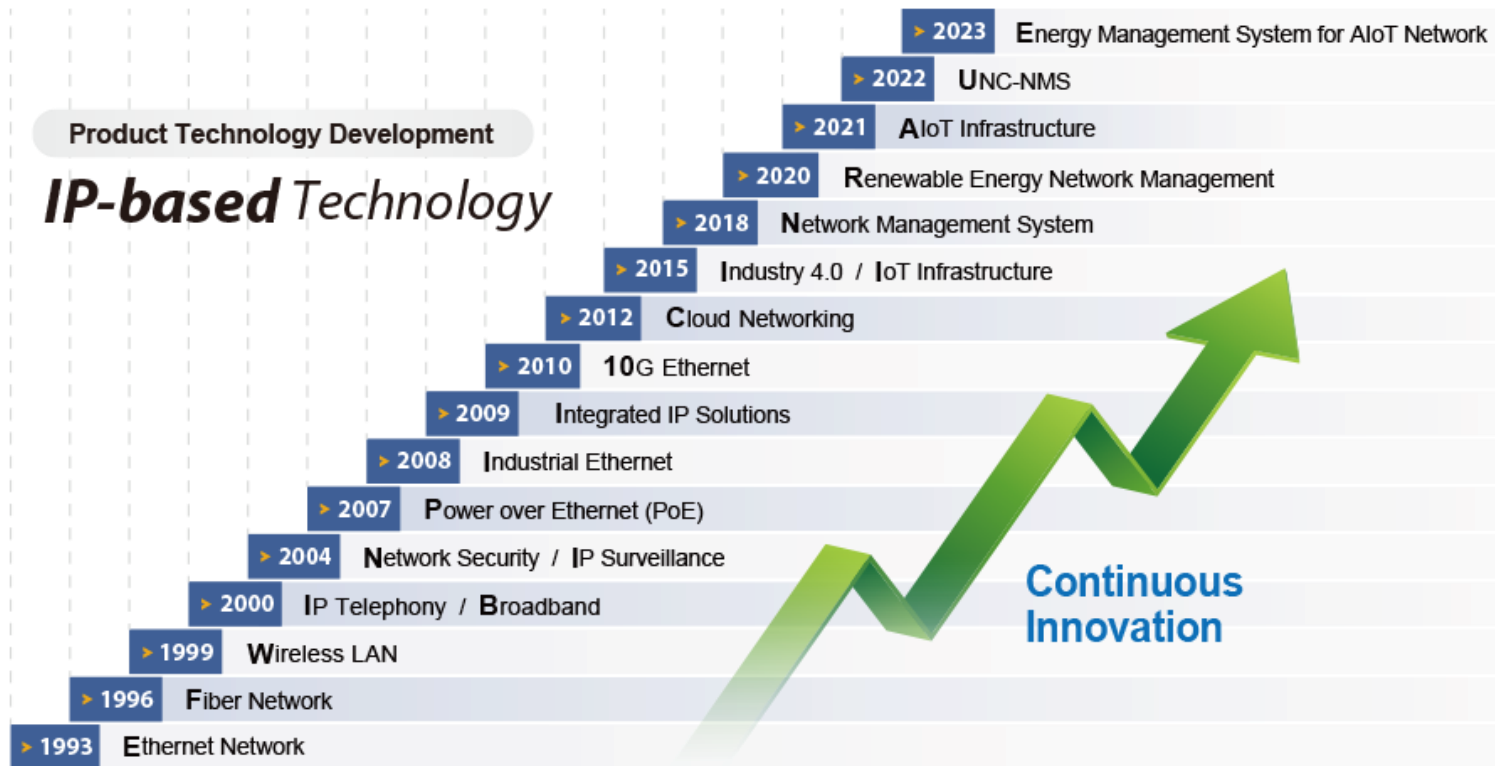 Product Technology Development
IP-based Technology
> 2023 Energy Management System for AIoT Network
> 2022 UNC-NMS
> 2021 AIoT Infrastructure
> 2020 Renewable Energy Network Management
> 2018 Network Management System
> 2015 Industry 4.0 / IoT Infrastructure
> 2012 Cloud Networking
> 2010 10G Ethernet
> 2009 Integrated IP Solutions
> 2008 Industrial Ethernet
> 2007 Power over Ethernet (PoE)
> 2004 Network Security / IP Surveillance
> 2000 IP Telephony / Broadband
> 1999 Wireless LAN
> 1996 Fiber Network
> 1993 Ethernet Network
Continuous
Innovation